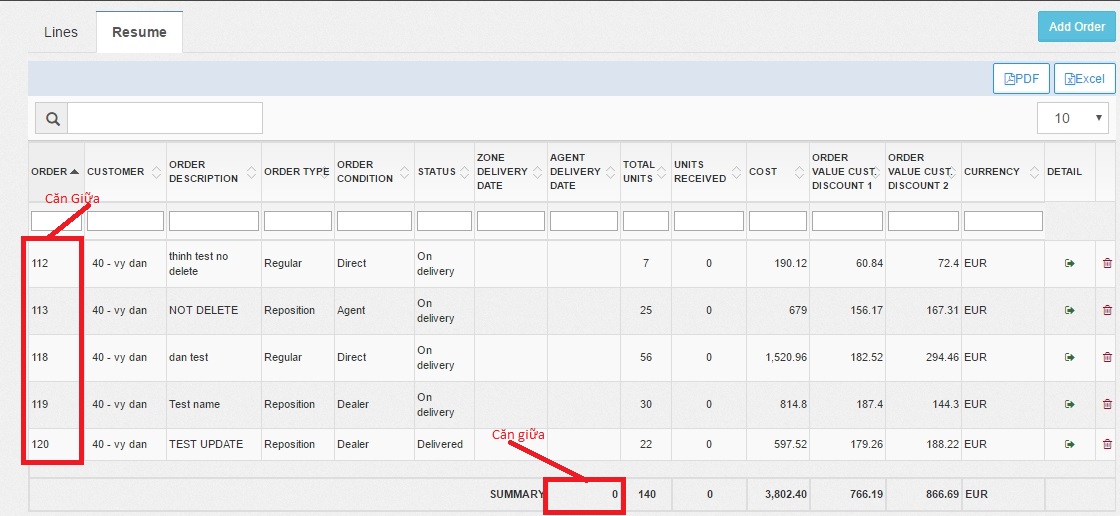 Lines Resume Add Order
PDF Excel
10
ORDER CUSTOMER ORDER DESCRIPTION ORDER TYPE ORDER CONDITION STATUS ZONE DELIVERY DATE AGENT DELIVERY DATE TOTAL UNITS UNITS RECEIVED COST ORDER VALUE CUST. DISCOUNT 1 ORDER VALUE CUST. DISCOUNT 2 CURRENCY DETAIL
Căn Giữa
112 40 - vy dan thinh test no delete Regular Direct On delivery 7 0 190.12 60.84 72.4 EUR
113 40 - vy dan NOT DELETE Reposition Agent On delivery 25 0 679 156.17 167.31 EUR
118 40 - vy dan dan test Regular Direct On delivery 56 0 1,520.96 182.52 294.46 EUR
119 40 - vy dan Test name Reposition Dealer On delivery 30 0 814.8 187.4 144.3 EUR
120 40 - vy dan TEST UPDATE Reposition Dealer Delivered 22 0 597.52 179.26 188.22 EUR
Căn giữa
SUMMARY 0 140 0 3,802.40 766.19 866.69 EUR